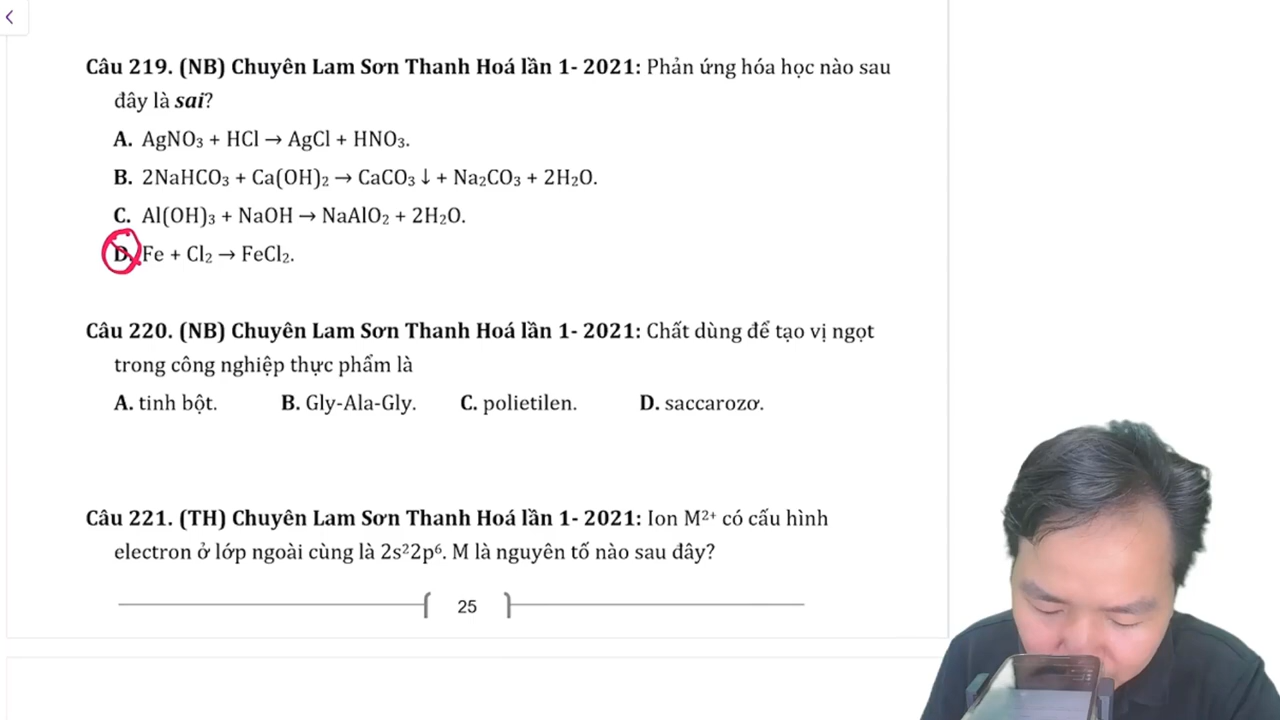 Câu 219. (NB) Chuyên Lam Sơn Thanh Hoá lần 1- 2021: Phản ứng hóa học nào sau
đây là sai?
A. AgNO₃ + HCl → AgCl + HNO₃.
B. 2NaHCO₃ + Ca(OH)₂ → CaCO₃ ↓ + Na₂CO₃ + 2H₂O.
C. Al(OH)₃ + NaOH → NaAlO₂ + 2H₂O.
D. Fe + Cl₂ → FeCl₂.
Câu 220. (NB) Chuyên Lam Sơn Thanh Hoá lần 1- 2021: Chất dùng để tạo vị ngọt
trong công nghiệp thực phẩm là
A. tinh bột. B. Gly-Ala-Gly. C. polietilen. D. saccarozơ.
Câu 221. (TH) Chuyên Lam Sơn Thanh Hoá lần 1- 2021: Ion M²⁺ có cấu hình
electron ở lớp ngoài cùng là 2s²2p⁶. M là nguyên tố nào sau đây?
25